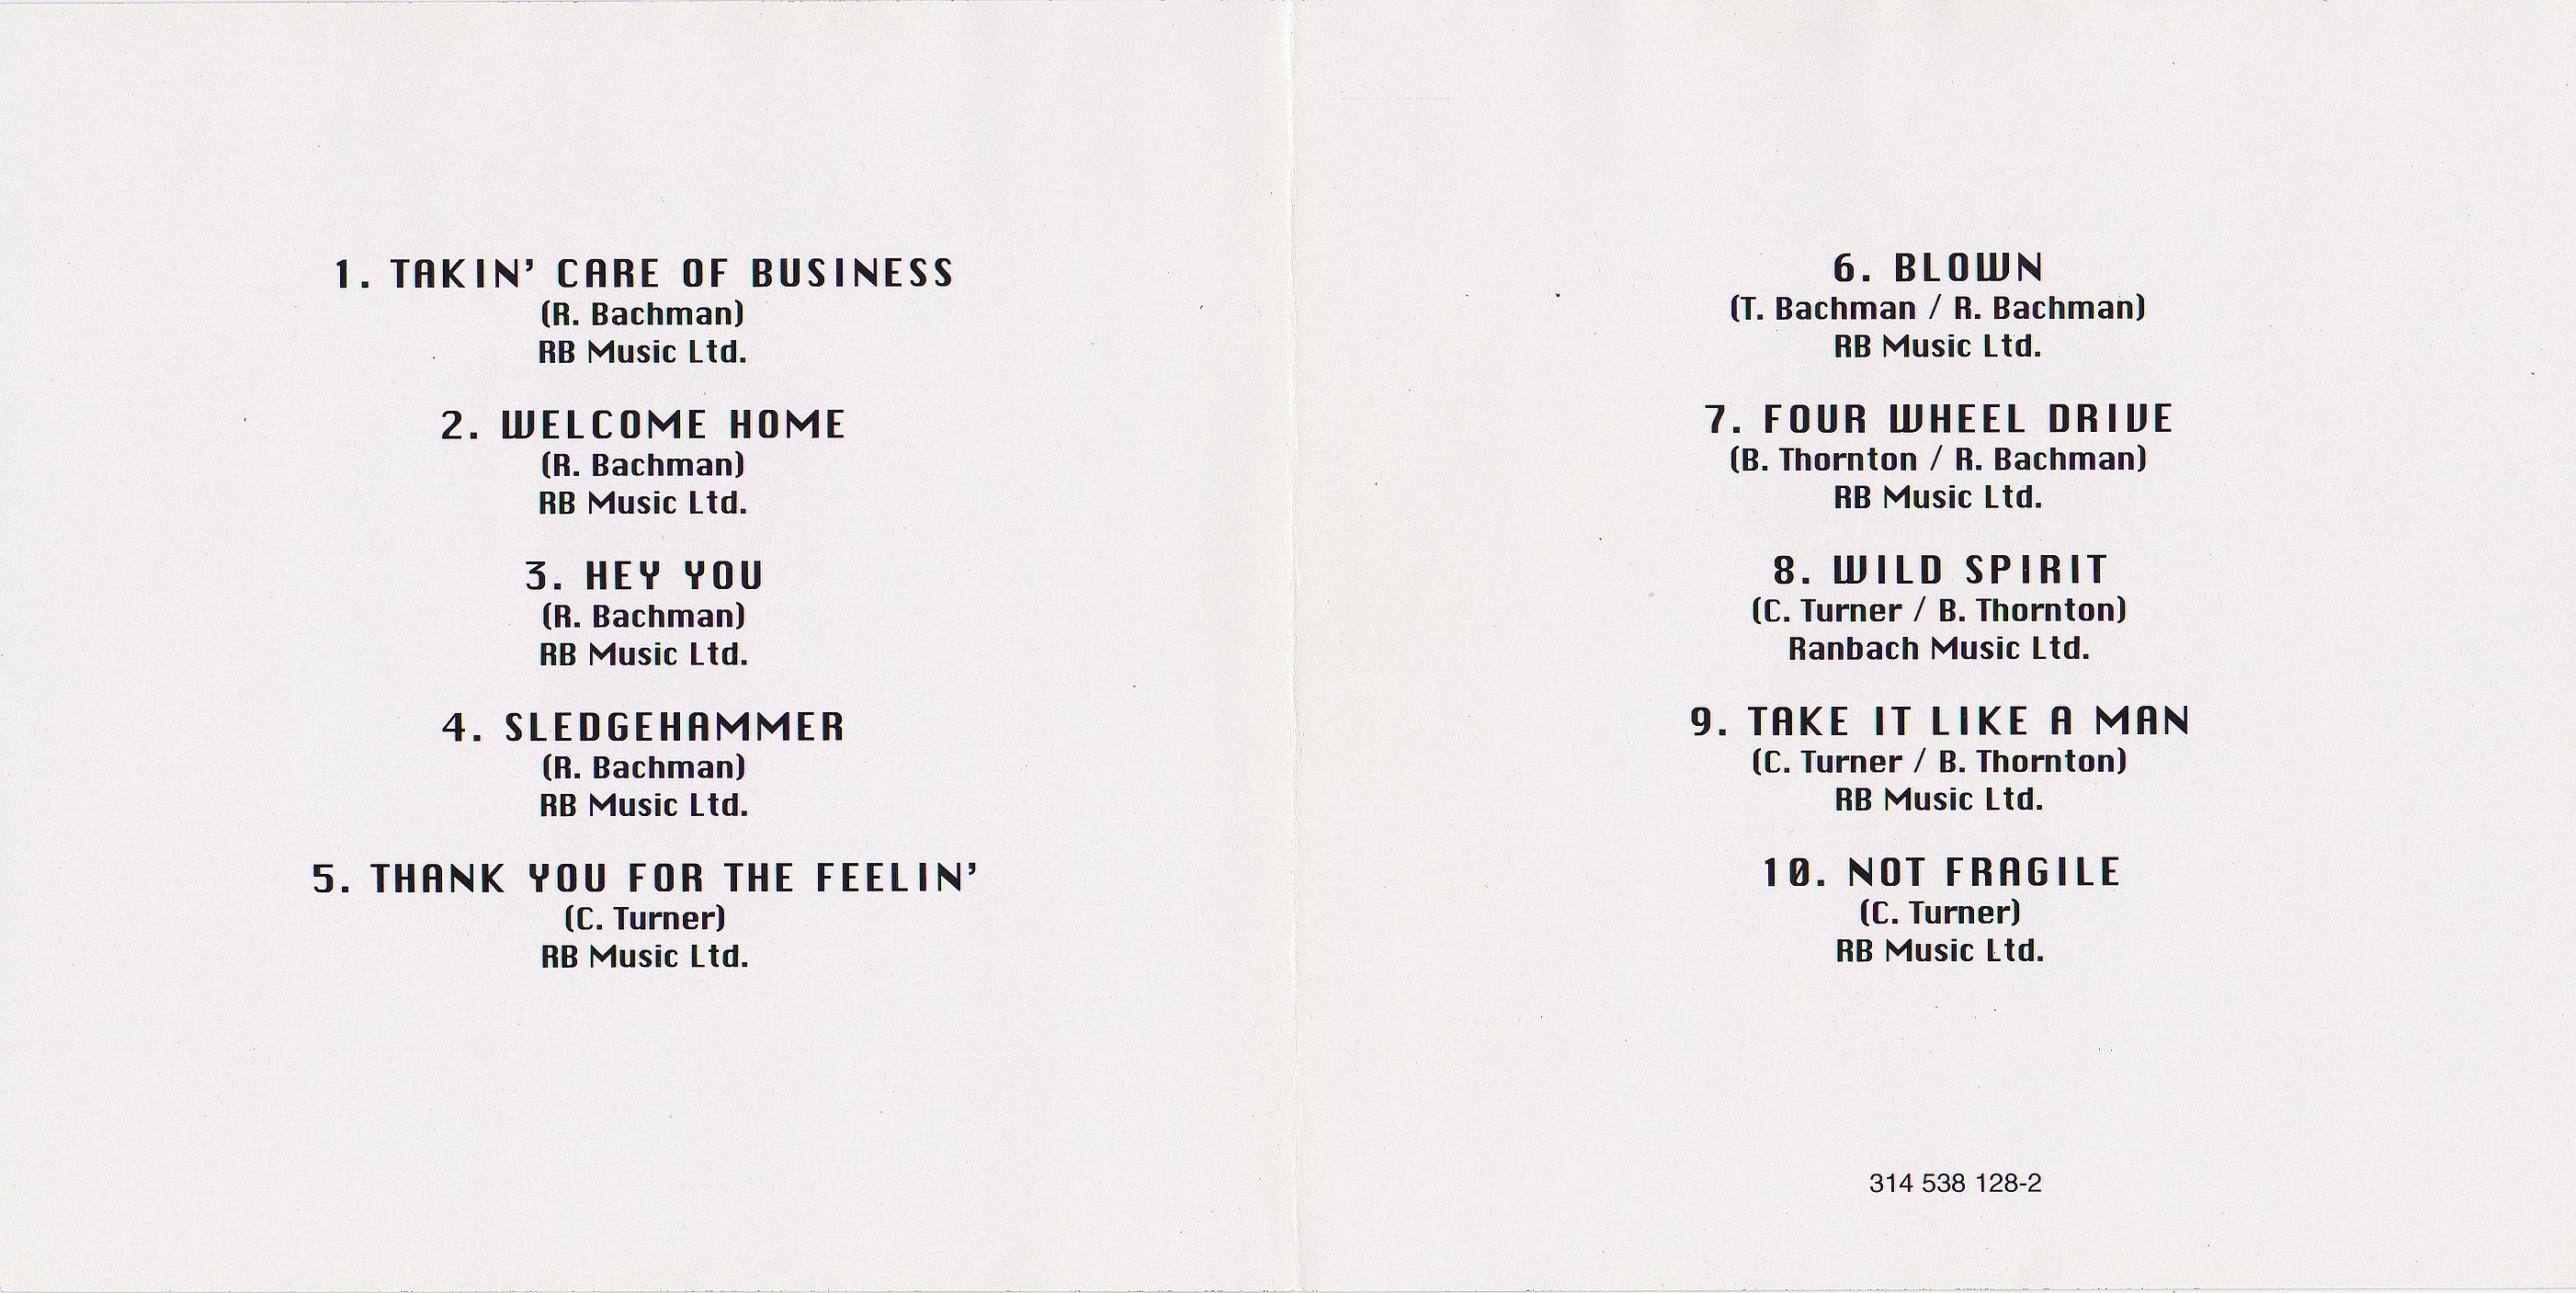 1. TAKIN’ CARE OF BUSINESS
(R. Bachman)
RB Music Ltd.
2. WELCOME HOME
(R. Bachman)
RB Music Ltd.
3. HEY YOU
(R. Bachman)
RB Music Ltd.
4. SLEDGEHAMMER
(R. Bachman)
RB Music Ltd.
5. THANK YOU FOR THE FEELIN’
(C. Turner)
RB Music Ltd.
6. BLOWN
(T. Bachman / R. Bachman)
RB Music Ltd.
7. FOUR WHEEL DRIVE
(B. Thornton / R. Bachman)
RB Music Ltd.
8. WILD SPIRIT
(C. Turner / B. Thornton)
Ranbach Music Ltd.
9. TAKE IT LIKE A MAN
(C. Turner / B. Thornton)
RB Music Ltd.
10. NOT FRAGILE
(C. Turner)
RB Music Ltd.
314 538 128-2